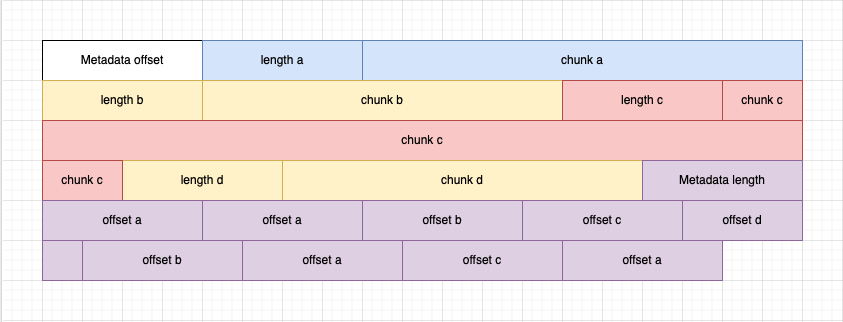 Metadata offset length a chunk a
length b chunk b length c chunk c
chunk c
chunk c length d chunk d Metadata length
offset a offset a offset b offset c offset d
offset b offset a offset c offset a